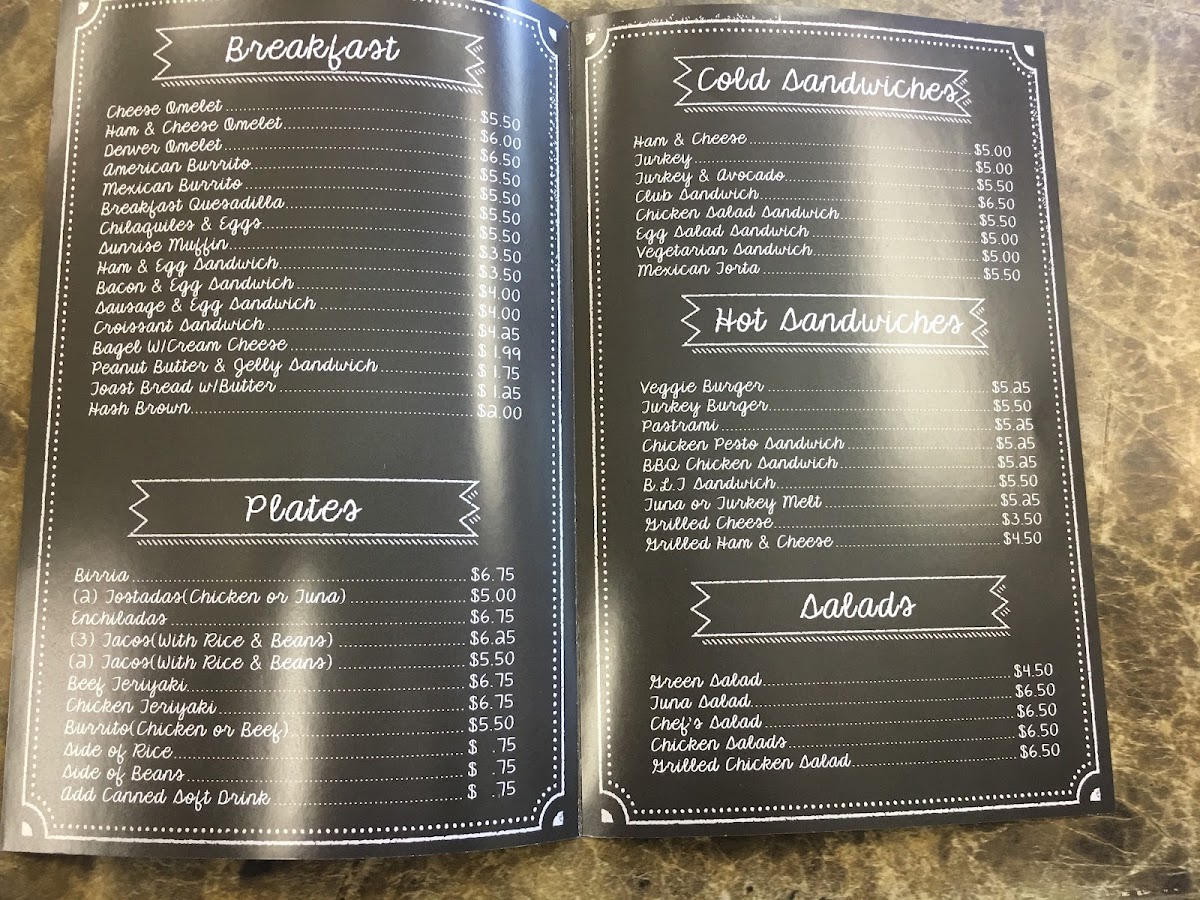 Breakfast
Cheese Omelet $5.50
Ham & Cheese Omelet $6.00
Denver Omelet $6.50
American Burrito $5.50
Mexican Burrito $5.50
Breakfast Quesadilla $5.50
Chilaquiles & Eggs $5.50
Sunrise Muffin $3.50
Ham & Egg Sandwich $3.50
Bacon & Egg Sandwich $4.00
Sausage & Egg Sandwich $4.00
Croissant Sandwich $4.25
Bagel W/Cream Cheese $1.99
Peanut Butter & Jelly Sandwich $1.75
Toast Bread w/Butter $1.25
Hash Brown $2.00
Plates
Birria $6.75
(2) Tostadas(Chicken or Tuna) $5.00
Enchiladas $6.75
(3) Tacos(With Rice & Beans) $6.25
(2) Tacos(With Rice & Beans) $5.50
Beef Teriyaki $6.75
Chicken Teriyaki $6.75
Burrito(Chicken or Beef) $5.50
Side of Rice $ .75
Side of Beans $ .75
Add Canned Soft Drink $ .75
Cold Sandwiches
Ham & Cheese $5.00
Turkey $5.00
Turkey & Avocado $5.50
Club Sandwich $6.50
Chicken Salad Sandwich $5.50
Egg Salad Sandwich $5.00
Vegetarian Sandwich $5.00
Mexican Torta $5.50
Hot Sandwiches
Veggie Burger $5.25
Turkey Burger $5.50
Pastrami $5.25
Chicken Pesto Sandwich $5.25
BBQ Chicken Sandwich $5.25
B.L.T Sandwich $5.50
Tuna or Turkey Melt $5.25
Grilled Cheese $3.50
Grilled Ham & Cheese $4.50
Salads
Green Salad $4.50
Tuna Salad $6.50
Chef's Salad $6.50
Chicken Salads $6.50
Grilled Chicken Salad $6.50